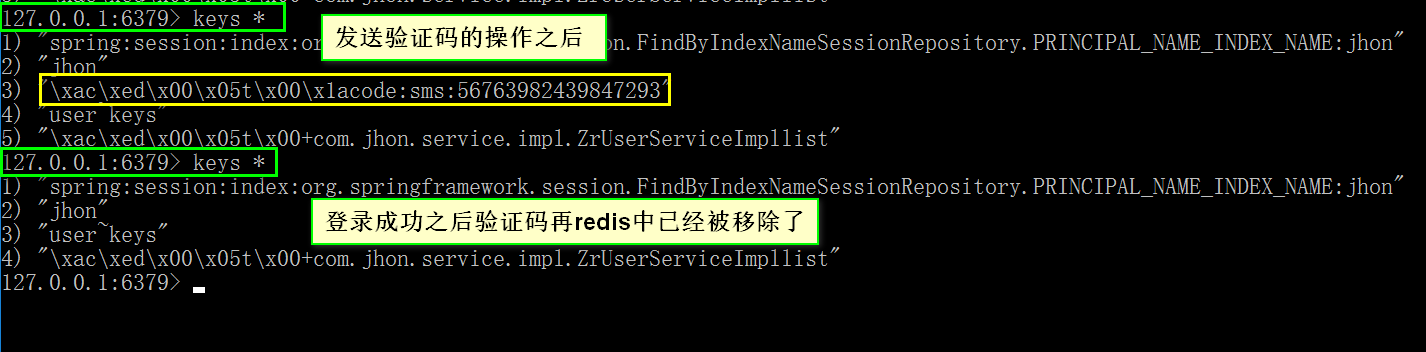 127.0.0.1:6379> keys *
发送验证码的操作之后
1) "spring:session:index:or on.FindByIndexNameSessionRepository.PRINCIPAL_NAME_INDEX_NAME:jhon"
2) "jhon"
3) "\xac\xed\x00\x05t\x00\x1acode:sms:56763982439847293"
4) "user~keys"
5) "\xac\xed\x00\x05t\x00+com.jhon.service.impl.ZrUserServiceImpllist"
127.0.0.1:6379> keys *
1) "spring:session:index:org.springframework.session.FindByIndexNameSessionRepository.PRINCIPAL_NAME_INDEX_NAME:jhon"
2) "jhon"
登录成功之后验证码再redis中已经被移除了
3) "user~keys"
4) "\xac\xed\x00\x05t\x00+com.jhon.service.impl.ZrUserServiceImpllist"
127.0.0.1:6379>